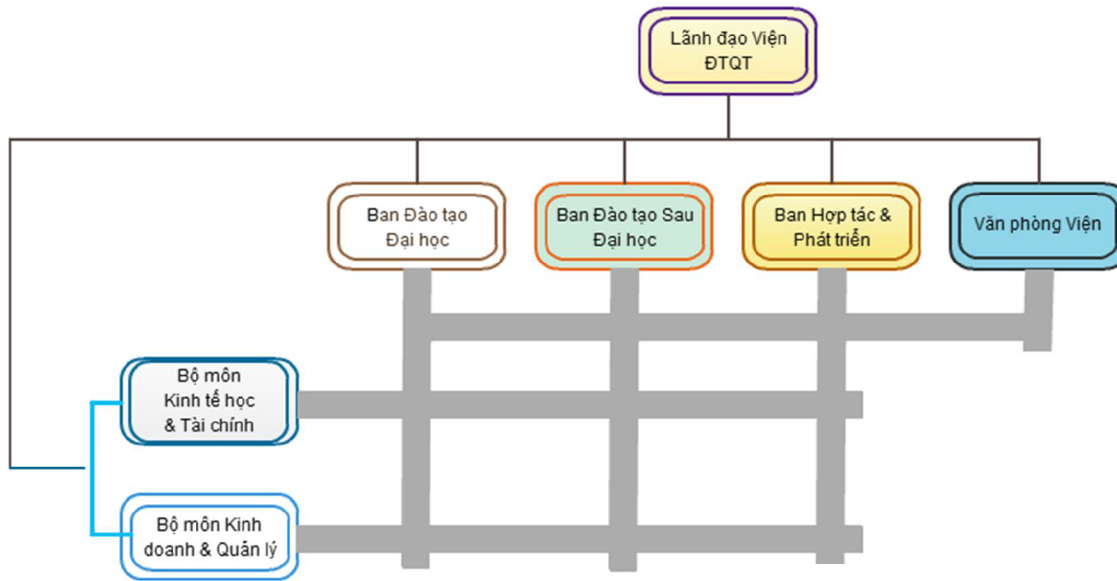 Lãnh đạo Viện
ĐTQT
Ban Đào tạo
Đại học
Ban Đào tạo Sau
Đại học
Ban Hợp tác &
Phát triển
Văn phòng Viện
Bộ môn
Kinh tế học
& Tài chính
Bộ môn Kinh
doanh & Quản lý